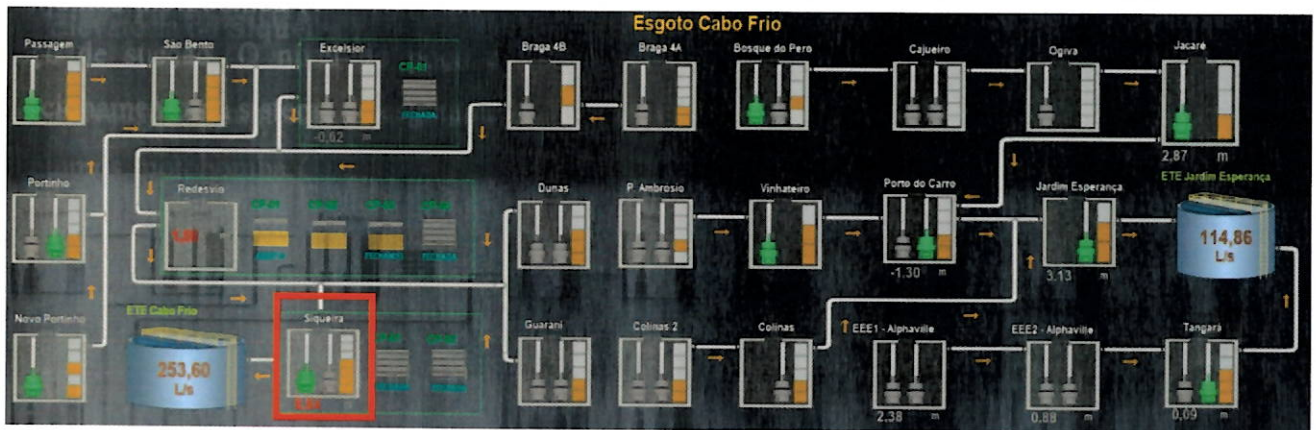 Esgoto Cabo Frio
Passagem
São Bento
Excelsior
Braga 4B
Braga 4A
Bosque do Pero
Cajueiro
Ogiva
Jacaré
CP-01
FECHADA
-0,62 m
2,87 m
Portinho
Redesvio
Dunas
P. Ambrosio
Vinhateiro
Porto do Carro
Jardim Esperança
ETE Jardim Esperança
FECHADA
-1.30 m
3.13 m
114,86
L/s
Novo Portinho
ETE Cabo Frio
Siqueira
Guarani
Colinas 2
Colinas
EEE1 - Alphaville
EEE2 - Alphaville
Tangará
253,60
L/s
2.38 m
0.88 m
0,09 m